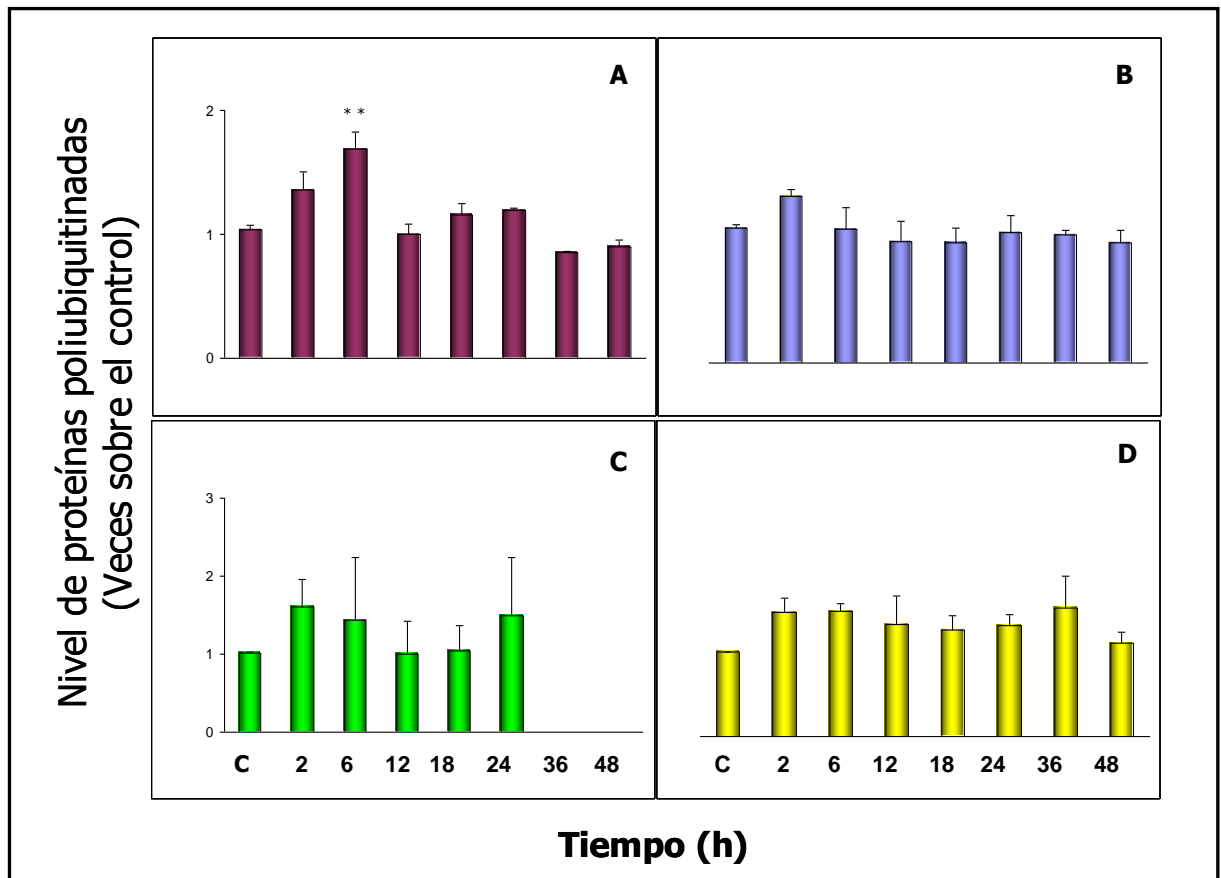 Nivel de proteínas poliubiquitinadas
(Veces sobre el control)
A
2
* *
1
0
B
C
3
2
1
0
C 2 6 12 18 24 36 48
D
C 2 6 12 18 24 36 48
Tiempo (h)